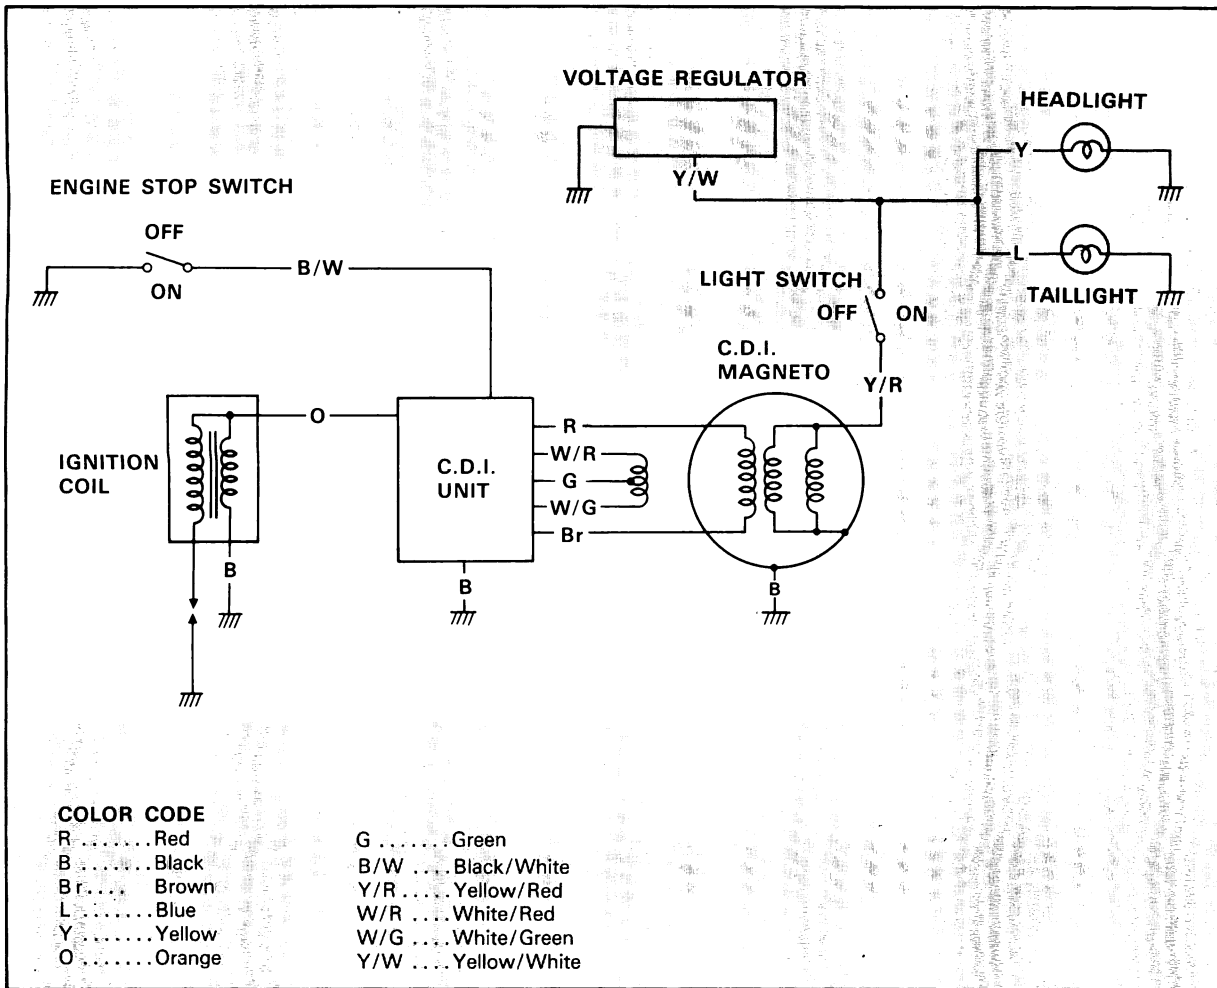 VOLTAGE REGULATOR
HEADLIGHT
Y/W
Y
ENGINE STOP SWITCH
OFF
ON
B/W
L
TAILLIGHT
LIGHT SWITCH
OFF ON
C.D.I.
MAGNETO
Y/R
IGNITION
COIL
O
C.D.I.
UNIT
R
W/R
G
W/G
Br
B
B
B
COLOR CODE
R ....... Red
B ....... Black
Br .... Brown
L ....... Blue
Y ....... Yellow
O ....... Orange
G ....... Green
B/W .... Black/White
Y/R ..... Yellow/Red
W/R .... White/Red
W/G .... White/Green
Y/W .... Yellow/White